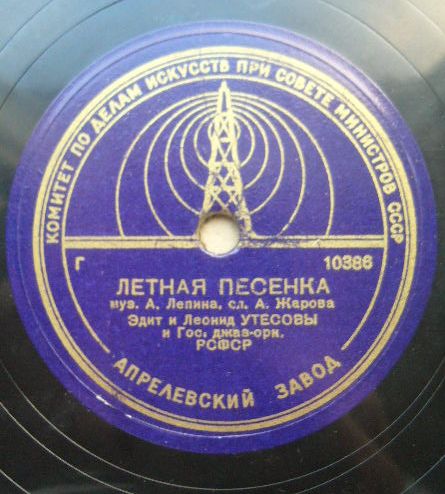 КОМИТЕТ ПО ДЕЛАМ ИСКУССТВ ПРИ СОВЕТЕ МИНИСТРОВ СССР
Г 10386
ЛЕТНАЯ ПЕСЕНКА
муз. А. Лепина, сл. А. Жарова
Эдит и Леонид УТЕСОВЫ
и Гос. джаз-орк.
РСФСР
АПРЕЛЕВСКИЙ ЗАВОД